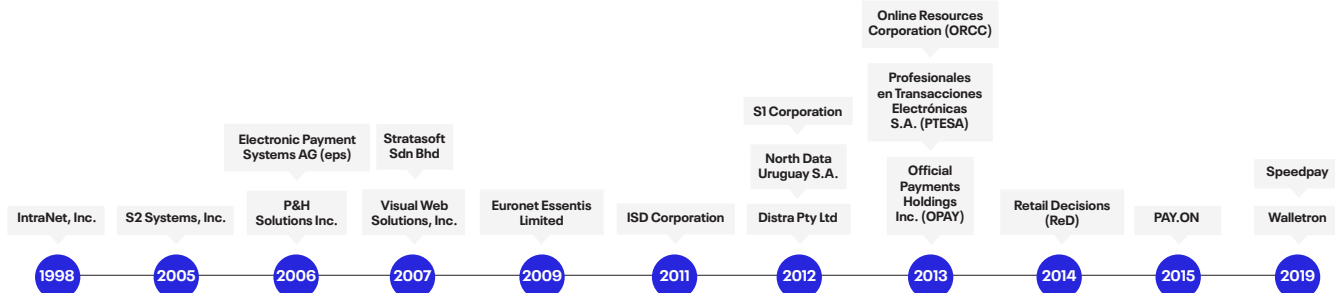 Online Resources
Corporation (ORCC)
Profesionales
en Transacciones
Electrónicas
S.A. (PTESA)
S1 Corporation
Electronic Payment
Systems AG (eps)
Stratasoft
Sdn Bhd
North Data
Uruguay S.A.
Official
Payments
Holdings
Inc. (OPAY)
Speedpay
IntraNet, Inc.
S2 Systems, Inc.
P&H
Solutions Inc.
Visual Web
Solutions, Inc.
Euronet Essentis
Limited
ISD Corporation
Distra Pty Ltd
Retail Decisions
(ReD)
PAY.ON
Walletron
1998
2005
2006
2007
2009
2011
2012
2013
2014
2015
2019